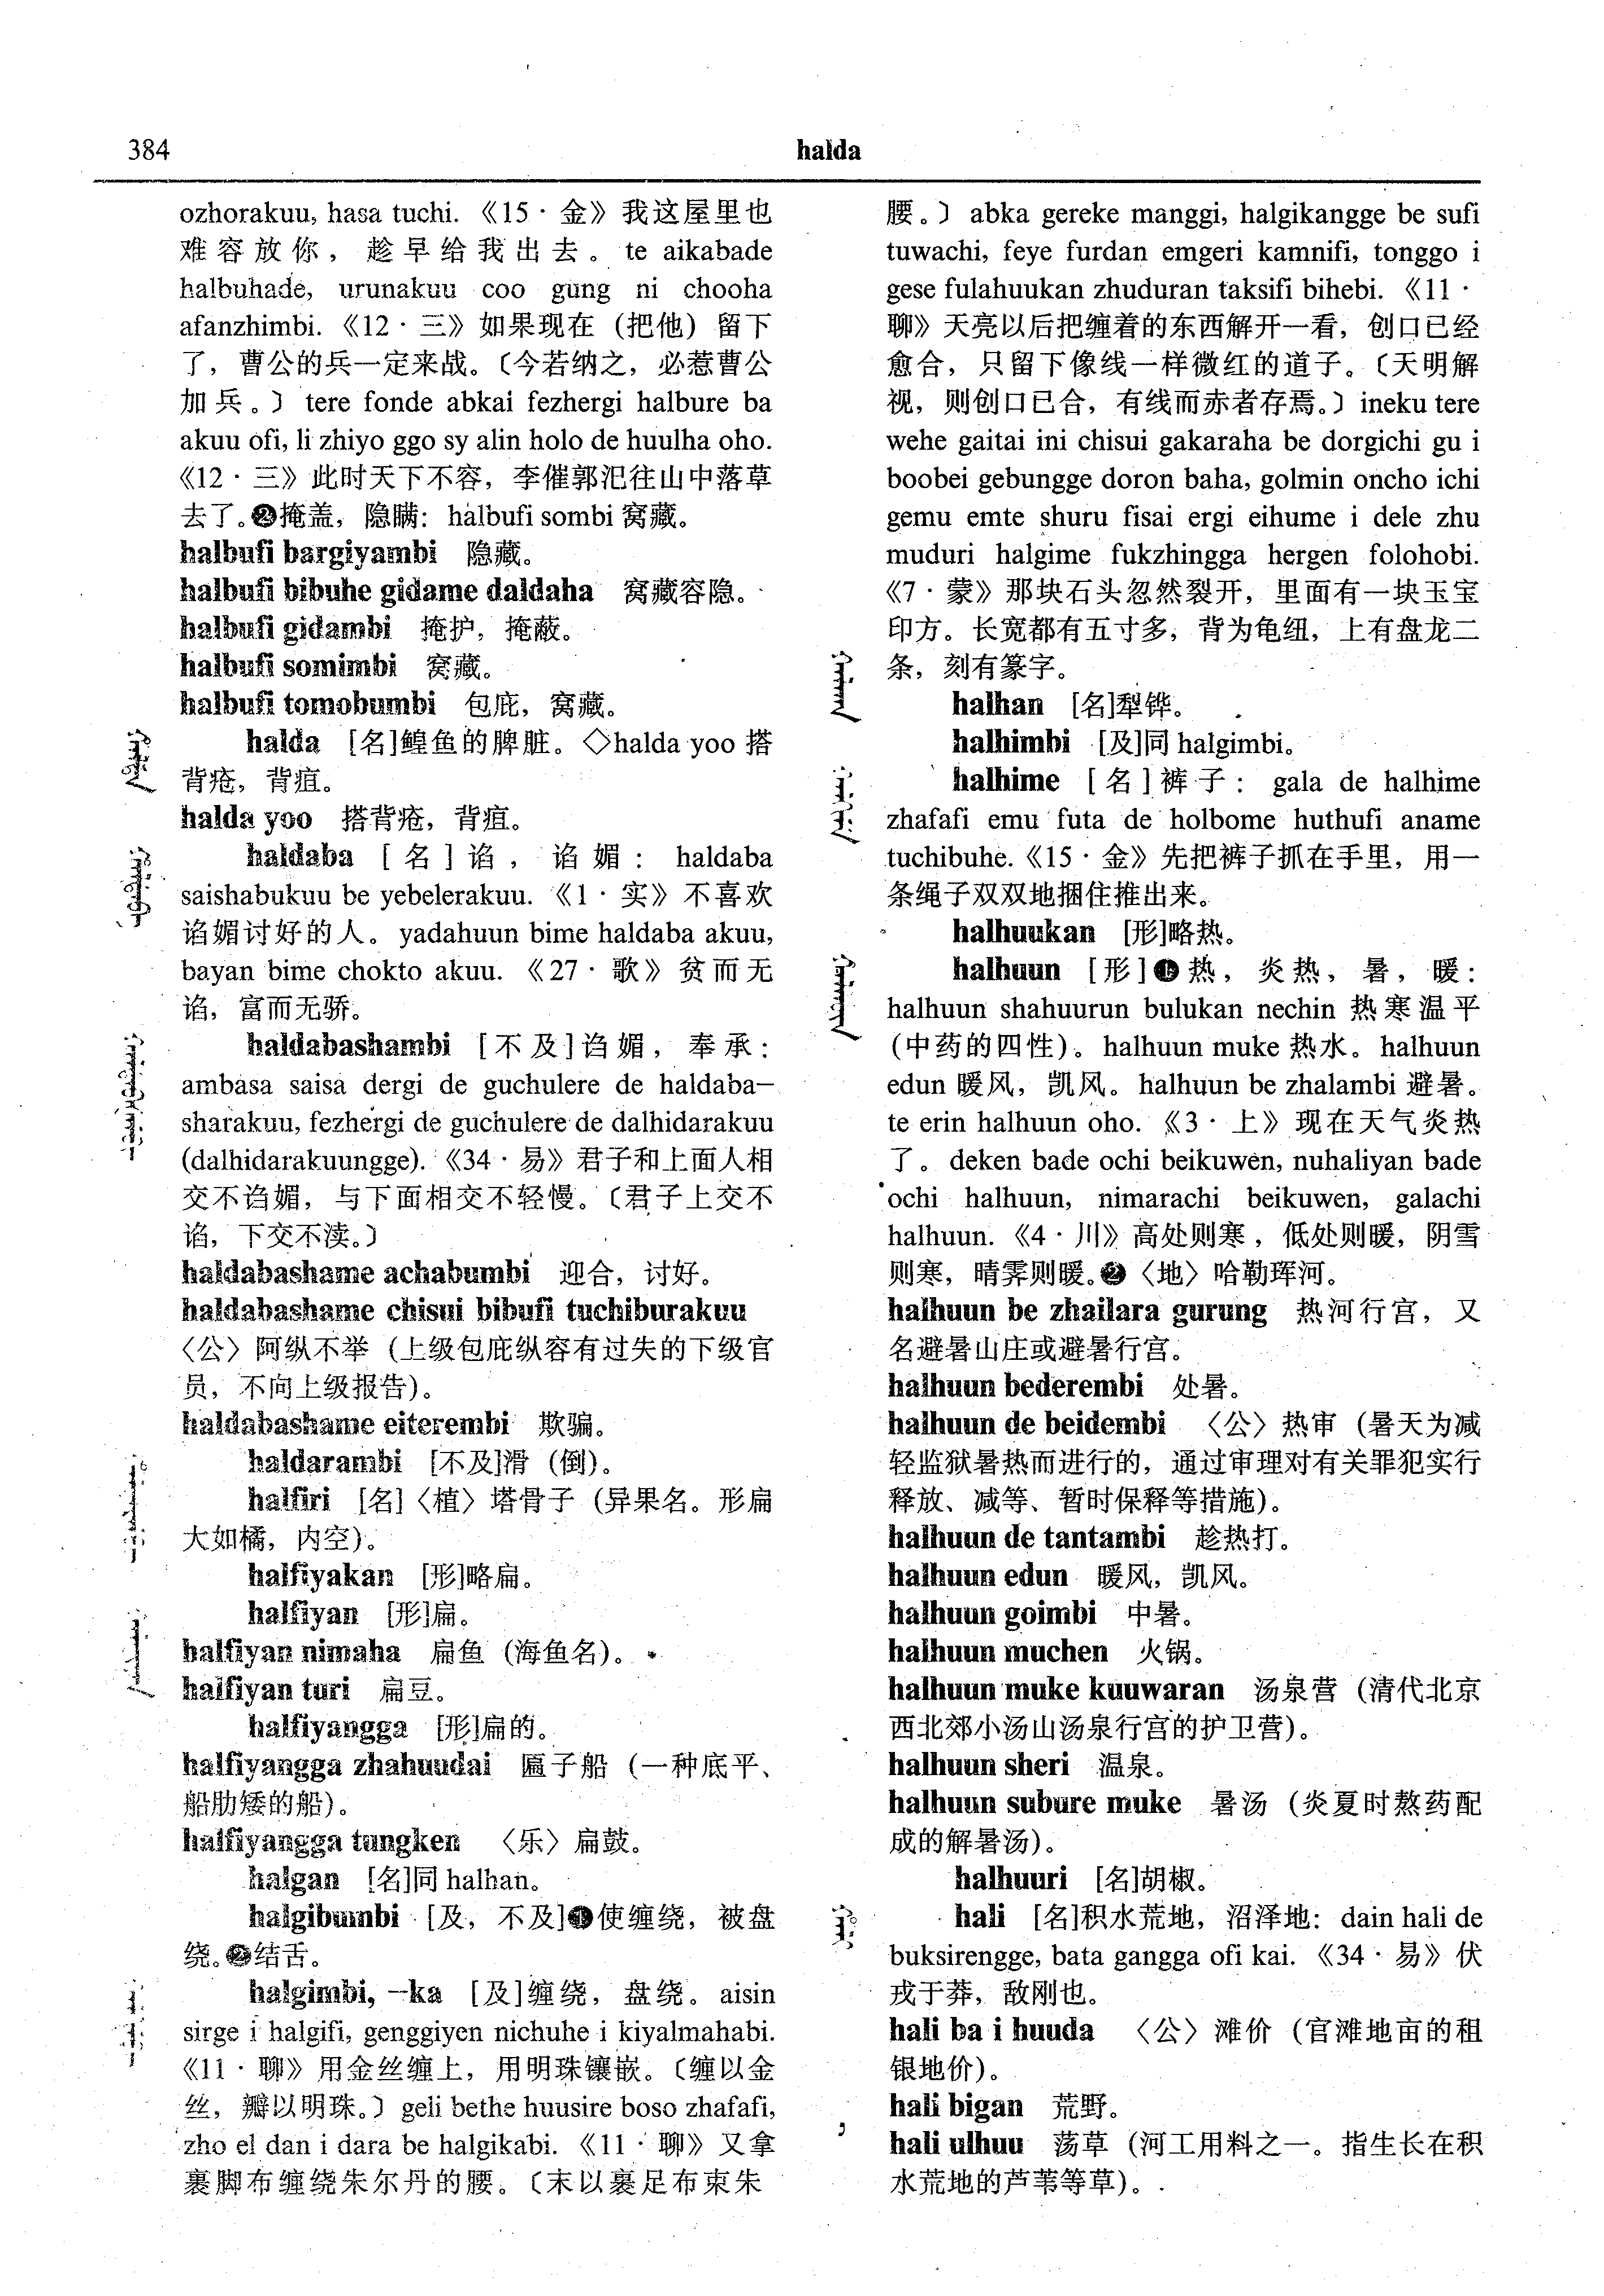 384
halda
ozhorakuu, hasa tuchi. 《15·金》我这屋里也
难容放你，趁早给我出去。te aikabade
halbuhade, urunakuu coo gung ni chooha
afanzhimbi. 《12·三》如果现在（把他）留下
了，曹公的兵一定来战。〔今若纳之，必惹曹公
加兵。〕tere fonde abkai fezhergi halbure ba
akuu ofi, li zhiyo ggo sy alin holo de huulha oho.
《12·三》此时天下不容，李催郭汜往山中落草
去了。❷掩盖，隐瞒：halbufi sombi 窝藏。
halbufi bargiyambi 隐藏。
halbufi bibuhe gidame daldaha 窝藏容隐。
halbufi gidambi 掩护，掩蔽。
halbufi somimbi 窝藏。
halbufi tomobumbi 包庇，窝藏。
halda [名]鳇鱼的脾脏。◇halda yoo 搭
背疮，背疽。
halda yoo 搭背疮，背疽。
haldaba [名]谄，谄媚：haldaba
saishabukuu be yebelerakuu. 《1·实》不喜欢
谄媚讨好的人。yadahuun bime haldaba akuu,
bayan bime chokto akuu. 《27·歌》贫而无
谄，富而无骄。
haldabashambi [不及]诌媚，奉承：
ambasa saisa dergi de guchulere de haldaba—
sharakuu, fezhergi de guchulere de dalhidarakuu
(dalhidarakuungge). 《34·易》君子和上面人相
交不诌媚，与下面相交不轻慢。〔君子上交不
谄，下交不渎。〕
haldabashame achabumbi 迎合，讨好。
haldabashame chisui bibufi tuchiburakuu
〈公〉阿纵不举（上级包庇纵容有过失的下级官
员，不向上级报告）。
haldabashame eiterembi 欺骗。
haldarambi [不及]滑（倒）。
halfiri [名]〈植〉塔骨子（异果名。形扁
大如橘，内空）。
halfiyakan [形]略扁。
halfiyan [形]扁。
halfiyan nimaha 扁鱼（海鱼名）。
halfiyan turi 扁豆。
halfiyangga [形]扁的。
halfiyangga zhahuudai 匾子船（一种底平、
船肋矮的船）。
halfiyangga tungken 〈乐〉扁鼓。
halgan [名]同 halhan。
halgibumbi [及，不及]❶使缠绕，被盘
绕。❷结舌。
halgimbi, —ka [及]缠绕，盘绕。aisin
sirge i halgifi, genggiyen nichuhe i kiyalmahabi.
《11·聊》用金丝缠上，用明珠镶嵌。〔缠以金
丝，瓣以明珠。〕geli bethe huusire boso zhafafi,
zho el dan i dara be halgikabi. 《11·聊》又拿
裹脚布缠绕朱尔丹的腰。〔末以裹足布束朱
腰。〕abka gereke manggi, halgikangge be sufi
tuwachi, feye furdan emgeri kamnifi, tonggo i
gese fulahuukan zhuduran taksifi bihebi. 《11·
聊》天亮以后把缠着的东西解开一看，创口已经
愈合，只留下像线一样微红的道子。〔天明解
视，则创口已合，有线而赤者存焉。〕ineku tere
wehe gaitai ini chisui gakaraha be dorgichi gu i
boobei gebungge doron baha, golmin oncho ichi
gemu emte shuru fisai ergi eihume i dele zhu
muduri halgime fukzhingga hergen folohobi.
《7·蒙》那块石头忽然裂开，里面有一块玉宝
印方。长宽都有五寸多，背为龟纽，上有盘龙二
条，刻有篆字。
halhan [名]犁铧。
halhimbi [及]同 halgimbi。
halhime [名]裤子：gala de halhime
zhafafi emu futa de holbome huthufi aname
tuchibuhe. 《15·金》先把裤子抓在手里，用一
条绳子双双地捆住推出来。
halhuukan [形]略热。
halhuun [形]❶热，炎热，暑，暖：
halhuun shahuurun bulukan nechin 热寒温平
（中药的四性）。halhuun muke 热水。halhuun
edun 暖风，凯风。halhuun be zhalambi 避暑。
te erin halhuun oho. 《3·上》现在天气炎热
了。deken bade ochi beikuwen, nuhaliyan bade
ochi halhuun, nimarachi beikuwen, galachi
halhuun. 《4·川》高处则寒，低处则暖，阴雪
则寒，晴霁则暖。❷〈地〉哈勒珲河。
halhuun be zhailara gurung 热河行宫，又
名避暑山庄或避暑行宫。
halhuun bederembi 处暑。
halhuun de beidembi 〈公〉热审（暑天为减
轻监狱暑热而进行的，通过审理对有关罪犯实行
释放、减等、暂时保释等措施）。
halhuun de tantambi 趁热打。
halhuun edun 暖风，凯风。
halhuun goimbi 中暑。
halhuun muchen 火锅。
halhuun muke kuuwaran 汤泉营（清代北京
西北郊小汤山汤泉行宫的护卫营）。
halhuun sheri 温泉。
halhuun subure muke 暑汤（炎夏时熬药配
成的解暑汤）。
halhuuri [名]胡椒。
hali [名]积水荒地，沼泽地：dain hali de
buksirengge, bata gangga ofi kai. 《34·易》伏
戎于莽，敌刚也。
hali ba i huuda 〈公〉滩价（官滩地亩的租
银地价）。
hali bigan 荒野。
hali ulhuu 荡草（河工用料之一。指生长在积
水荒地的芦苇等草）。